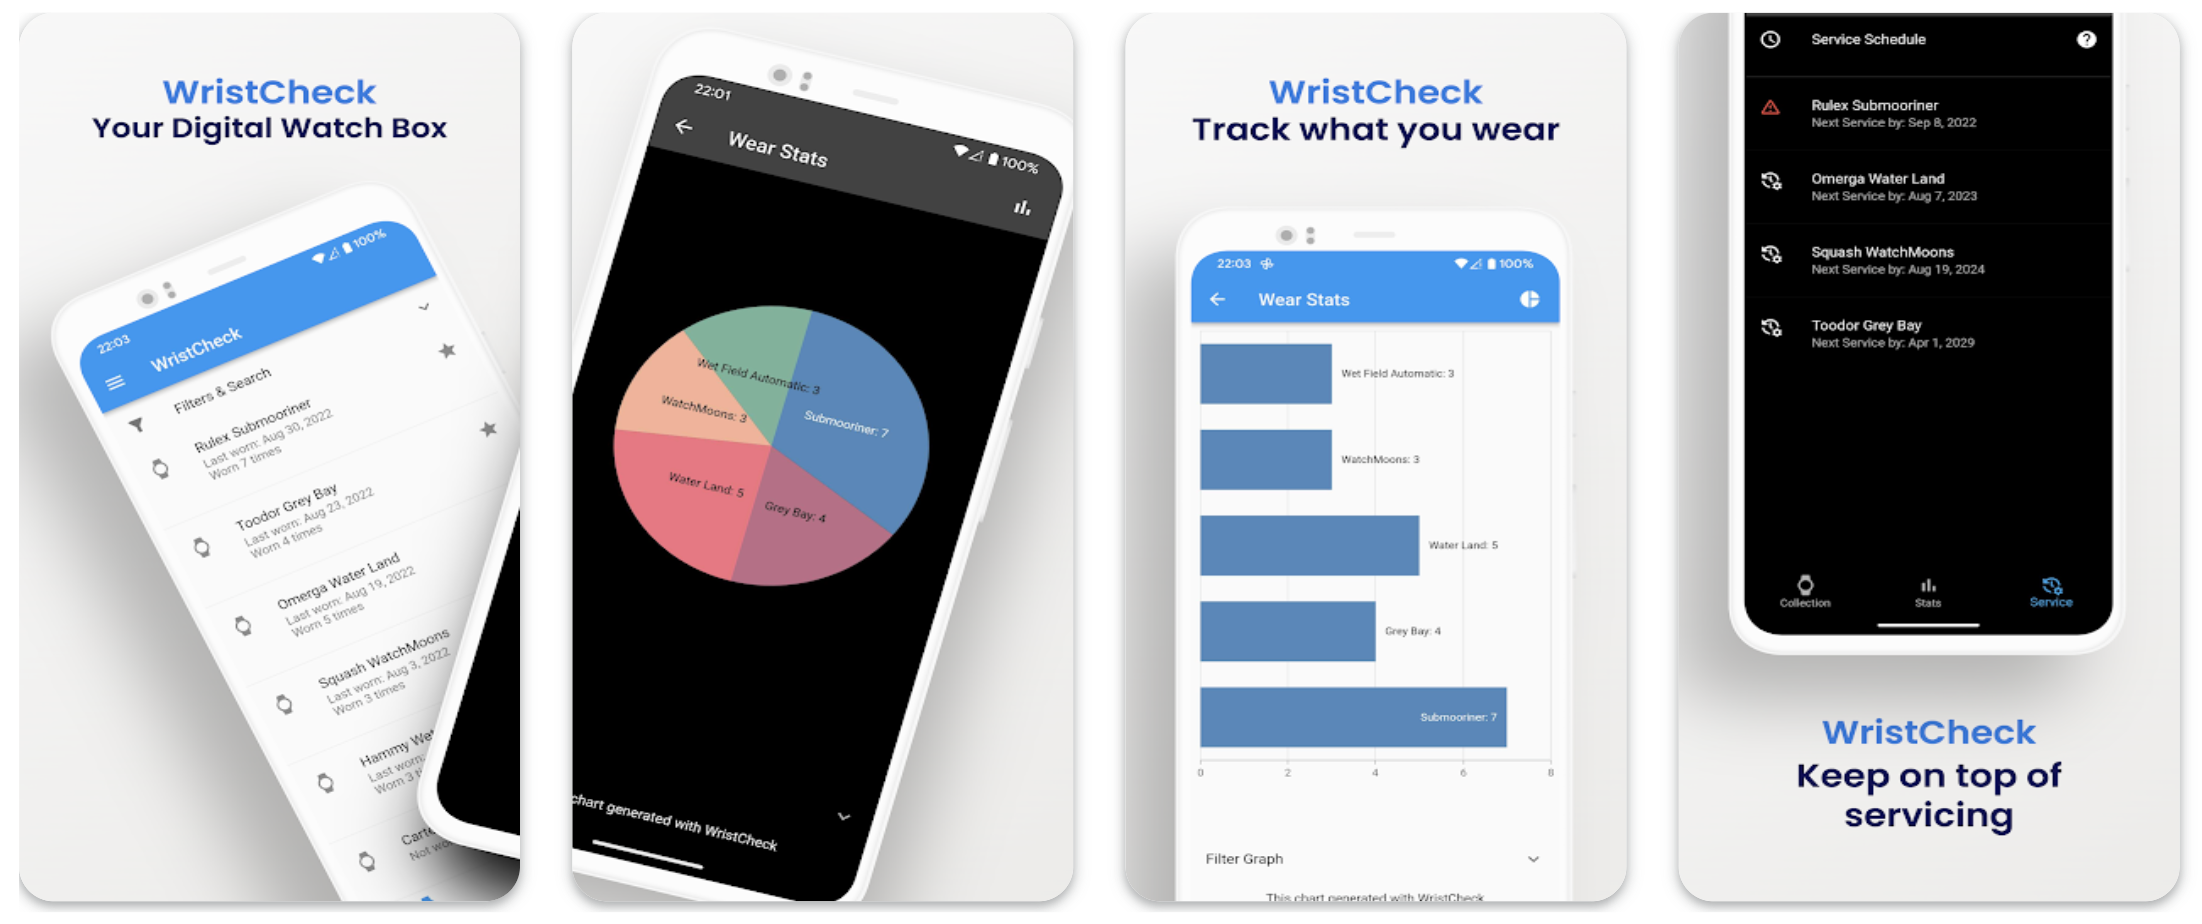 WristCheck
Your Digital Watch Box
22:03
100%
WristCheck
Filters & Search
Rulex Submooriner
Last worn: Aug 30, 2022
Worn 7 times
Toodor Grey Bay
Last worn: Aug 23, 2022
Worn 4 times
Omerga Water Land
Last worn: Aug 19, 2022
Worn 5 times
Squash WatchMoons
Last worn: Aug 3, 2022
Worn 3 times
Hammy
Last worn:
Worn 3
Not
22:01
100%
Wear Stats
Wet Field Automatic: 3
WatchMoons: 3
Submooriner: 7
Water Land: 5
Grey Bay: 4
chart generated with WristCheck
WristCheck
Track what you wear
22:03
100%
Wear Stats
Wet Field Automatic: 3
WatchMoons: 3
Water Land: 5
Grey Bay: 4
Submooriner: 7
0 2 4 6 8
Filter Graph
This chart generated with WristCheck
Service Schedule
Rulex Submooriner
Next Service by: Sep 8, 2022
Omerga Water Land
Next Service by: Aug 7, 2023
Squash WatchMoons
Next Service by: Aug 19, 2024
Toodor Grey Bay
Next Service by: Apr 1, 2029
Collection
Stats
Service
WristCheck
Keep on top of
servicing